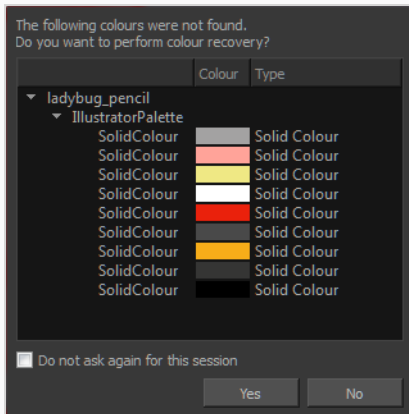 The following colours were not found.
Do you want to perform colour recovery?
Colour Type
ladybug_pencil
IllustratorPalette
SolidColour Solid Colour
SolidColour Solid Colour
SolidColour Solid Colour
SolidColour Solid Colour
SolidColour Solid Colour
SolidColour Solid Colour
SolidColour Solid Colour
SolidColour Solid Colour
SolidColour Solid Colour
Do not ask again for this session
Yes No